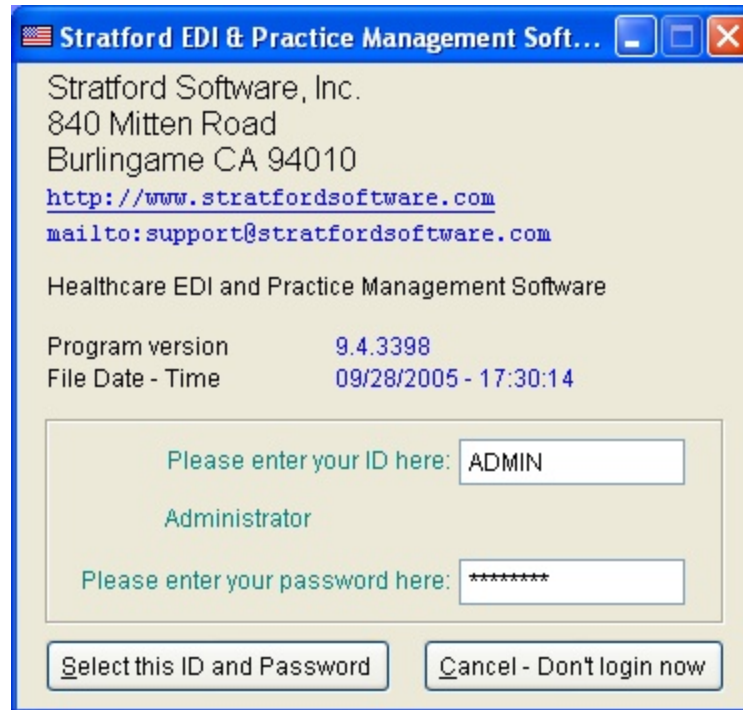 Stratford EDI & Practice Management Soft...
Stratford Software, Inc.
840 Mitten Road
Burlingame CA 94010
http://www.stratfordsoftware.com
mailto:support@stratfordsoftware.com
Healthcare EDI and Practice Management Software
Program version 9.4.3398
File Date - Time 09/28/2005 - 17:30:14
Please enter your ID here: ADMIN
Administrator
Please enter your password here: ********
Select this ID and Password Cancel - Don't login now